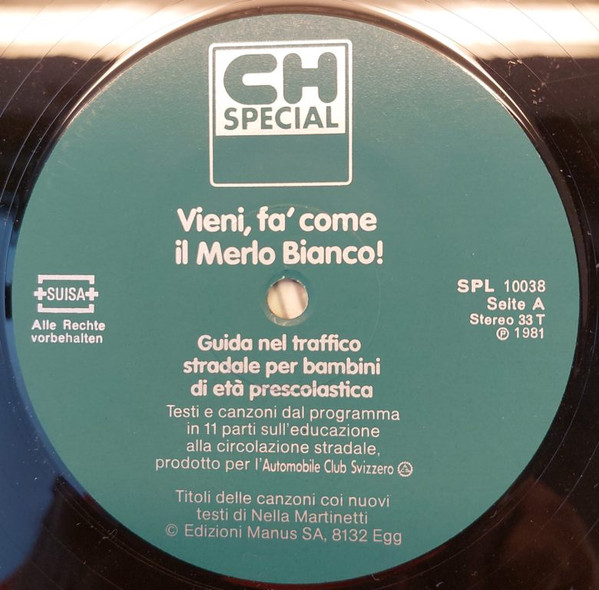 CH
SPECIAL
Vieni, fa' come
il Merlo Bianco!
+SUISA+
Alle Rechte
vorbehalten
SPL 10038
Seite A
Stereo 33 T
℗ 1981
Guida nel traffico
stradale per bambini
di età prescolastica
Testi e canzoni dal programma
in 11 parti sull'educazione
alla circolazione stradale,
prodotto per l'Automobile Club Svizzero
Titoli delle canzoni coi nuovi
testi di Nella Martinetti
© Edizioni Manus SA, 8132 Egg